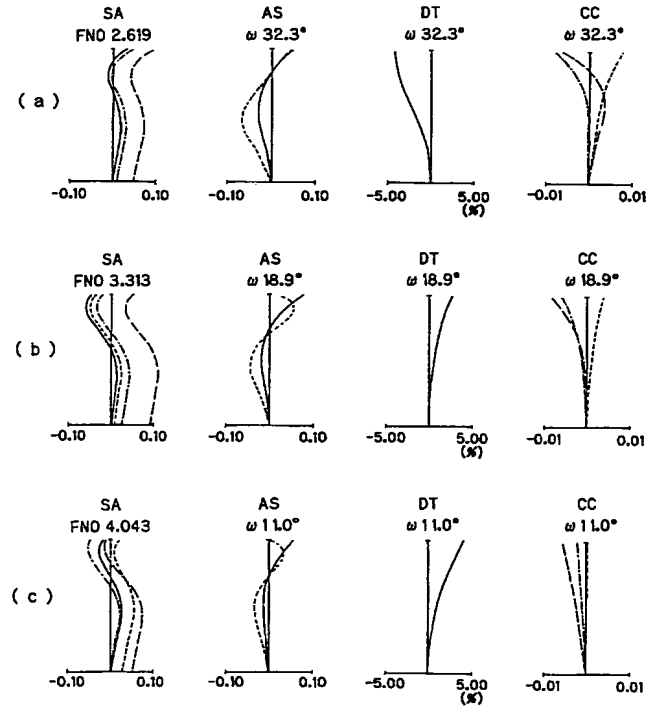 SA AS DT CC
FNO 2.619 ω 32.3° ω 32.3° ω 32.3°
( a )
-0.10 0.10 -0.10 0.10 -5.00 5.00 -0.01 0.01
(%)
SA AS DT CC
FNO 3.313 ω 18.9° ω 18.9° ω 18.9°
( b )
-0.10 0.10 -0.10 0.10 -5.00 5.00 -0.01 0.01
(%)
SA AS DT CC
FNO 4.043 ω 11.0° ω 11.0° ω 11.0°
( c )
-0.10 0.10 -0.10 0.10 -5.00 5.00 -0.01 0.01
(%)